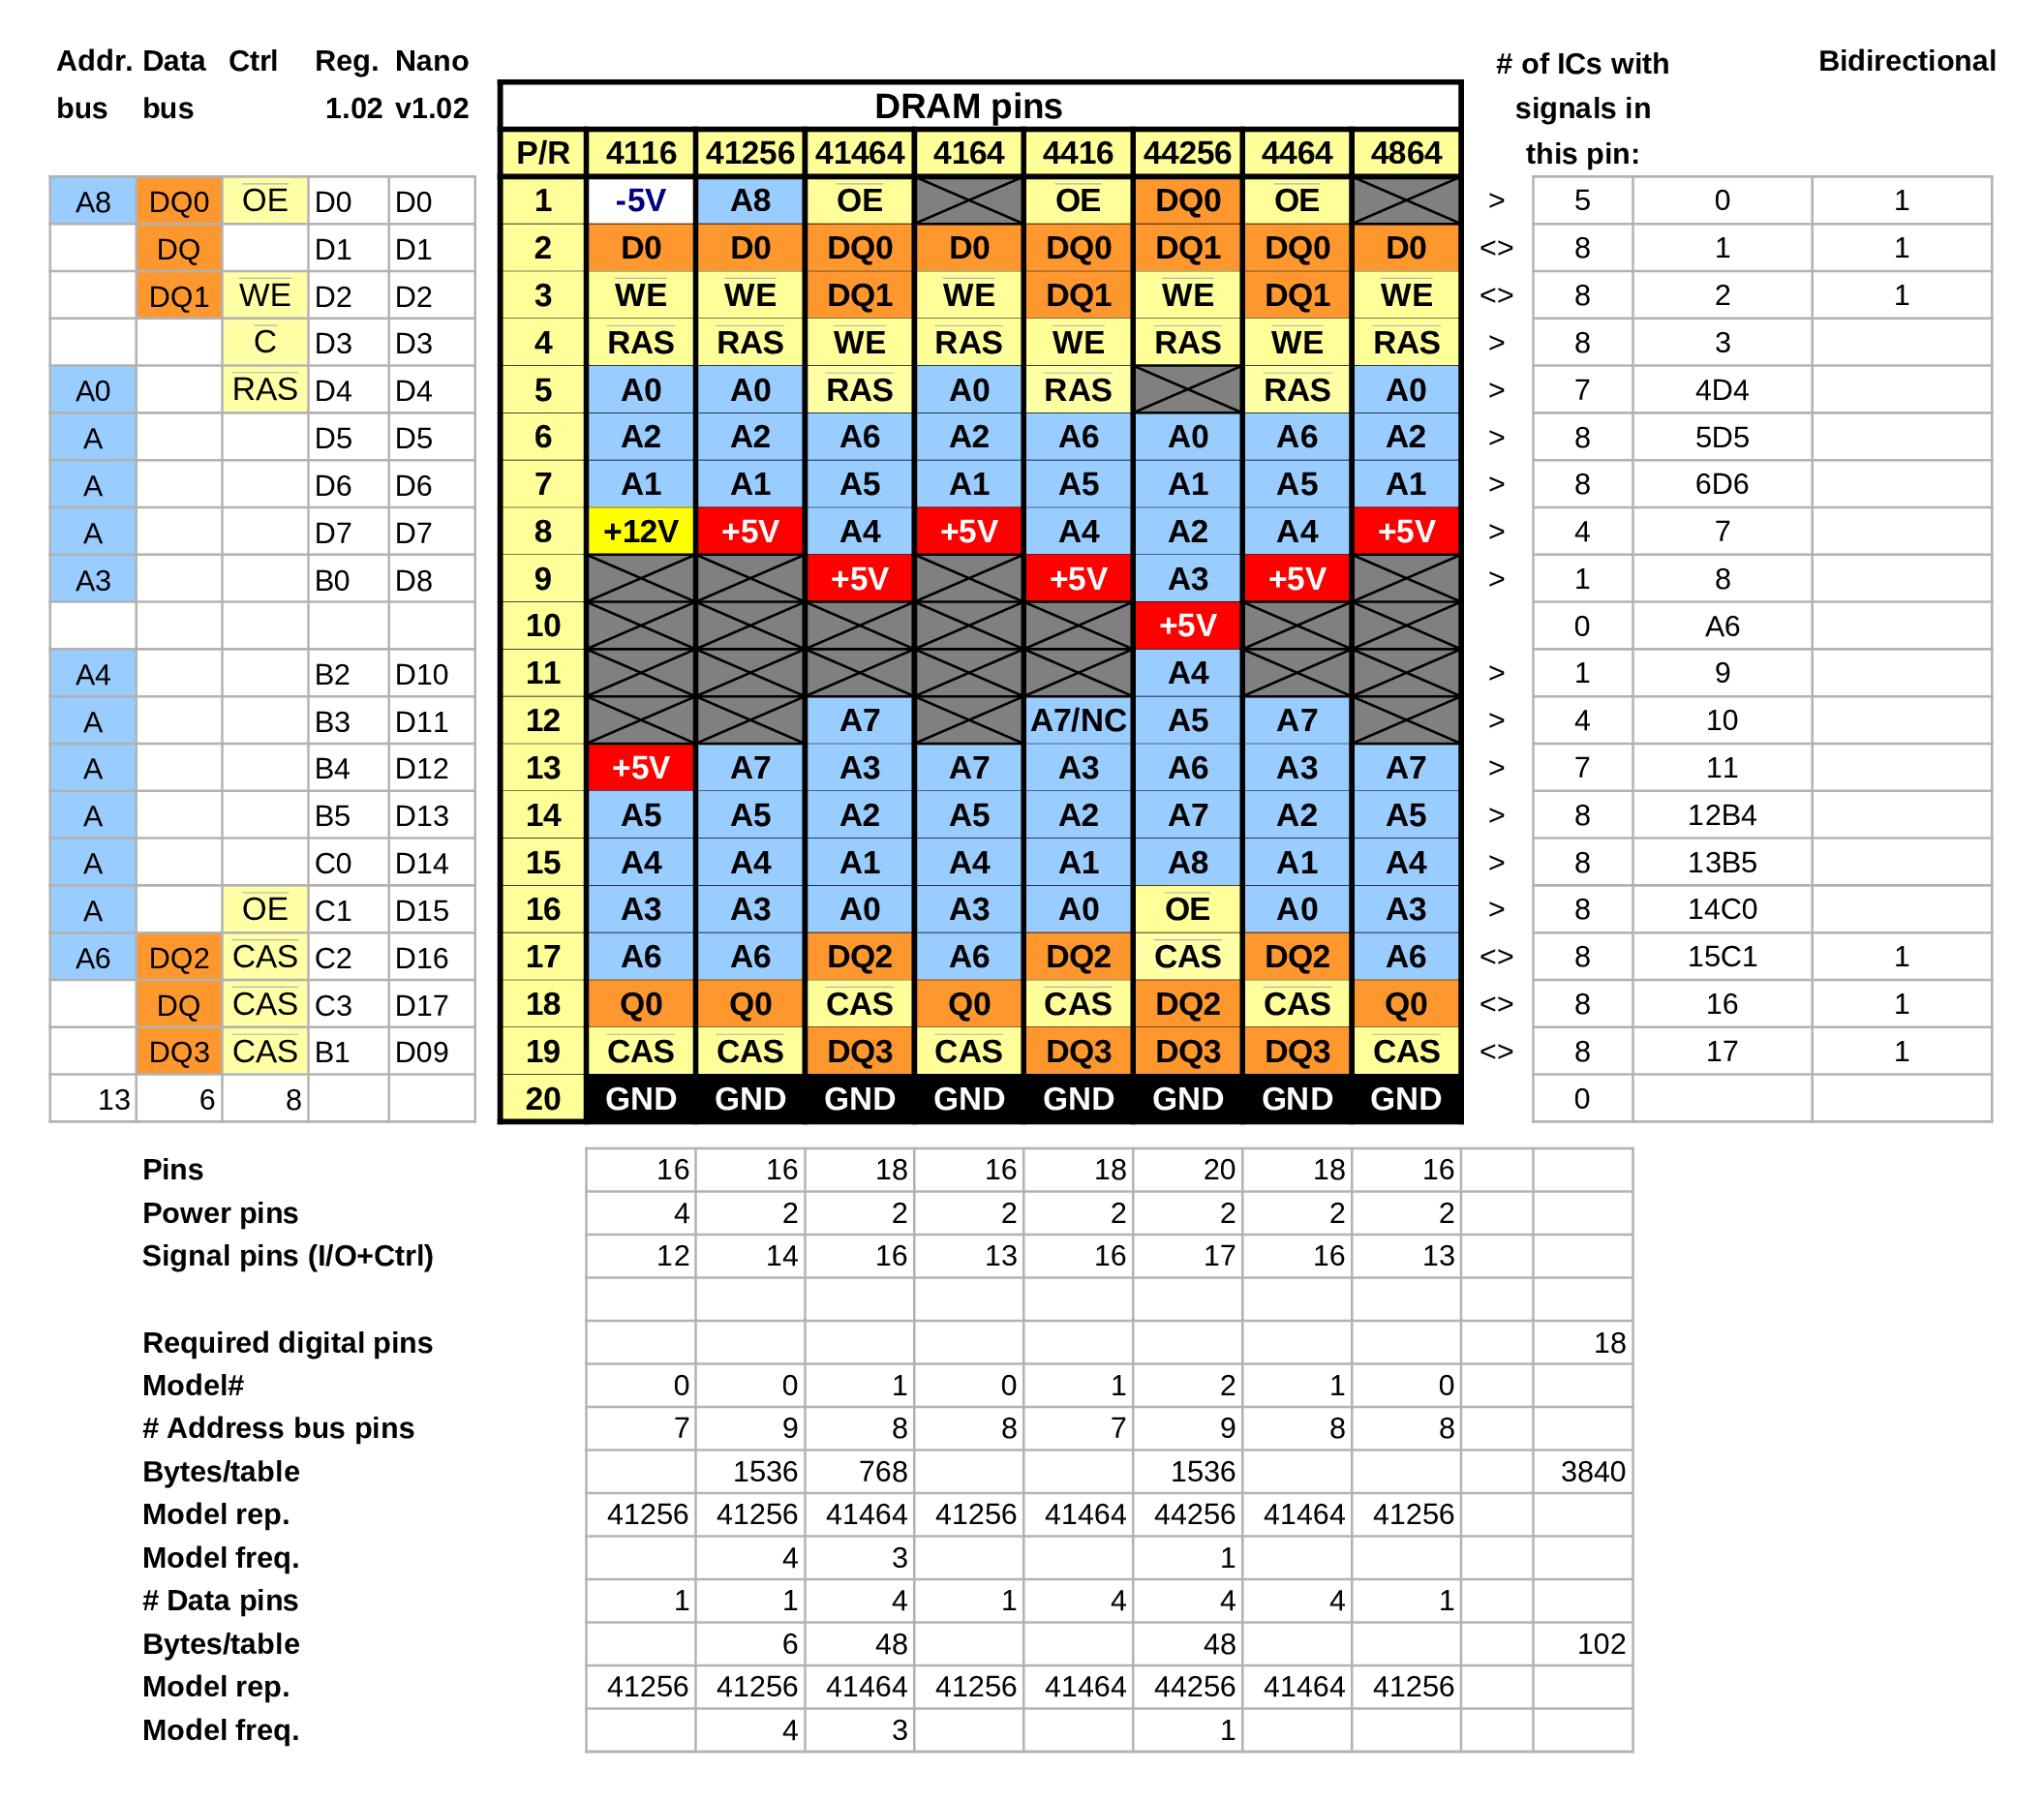 Addr. Data Ctrl Reg. Nano # of ICs with Bidirectional
bus bus 1.02 v1.02 DRAM pins signals in
P/R 4116 41256 41464 4164 4416 44256 4464 4864 this pin:
A8 DQ0 OE D0 D0 1 -5V A8 OE OE DQ0 OE > 5 0 1
DQ D1 D1 2 D0 D0 DQ0 D0 DQ0 DQ1 DQ0 D0 <> 8 1 1
DQ1 WE D2 D2 3 WE WE DQ1 WE DQ1 WE DQ1 WE <> 8 2 1
C D3 D3 4 RAS RAS WE RAS WE RAS WE RAS > 8 3
A0 RAS D4 D4 5 A0 A0 RAS A0 RAS RAS A0 > 7 4D4
A D5 D5 6 A2 A2 A6 A2 A6 A0 A6 A2 > 8 5D5
A D6 D6 7 A1 A1 A5 A1 A5 A1 A5 A1 > 8 6D6
A D7 D7 8 +12V +5V A4 +5V A4 A2 A4 +5V > 4 7
A3 B0 D8 9 +5V +5V A3 +5V > 1 8
10 +5V 0 A6
A4 B2 D10 11 A4 > 1 9
A B3 D11 12 A7 A7/NC A5 A7 > 4 10
A B4 D12 13 +5V A7 A3 A7 A3 A6 A3 A7 > 7 11
A B5 D13 14 A5 A5 A2 A5 A2 A7 A2 A5 > 8 12B4
A C0 D14 15 A4 A4 A1 A4 A1 A8 A1 A4 > 8 13B5
A OE C1 D15 16 A3 A3 A0 A3 A0 OE A0 A3 > 8 14C0
A6 DQ2 CAS C2 D16 17 A6 A6 DQ2 A6 DQ2 CAS DQ2 A6 <> 8 15C1 1
DQ CAS C3 D17 18 Q0 Q0 CAS Q0 CAS DQ2 CAS Q0 <> 8 16 1
DQ3 CAS B1 D09 19 CAS CAS DQ3 CAS DQ3 DQ3 DQ3 CAS <> 8 17 1
13 6 8 20 GND GND GND GND GND GND GND GND 0
Pins 16 16 18 16 18 20 18 16
Power pins 4 2 2 2 2 2 2 2
Signal pins (I/O+Ctrl) 12 14 16 13 16 17 16 13
Required digital pins 18
Model# 0 0 1 0 1 2 1 0
# Address bus pins 7 9 8 8 7 9 8 8
Bytes/table 1536 768 1536 3840
Model rep. 41256 41256 41464 41256 41464 44256 41464 41256
Model freq. 4 3 1
# Data pins 1 1 4 1 4 4 4 1
Bytes/table 6 48 48 102
Model rep. 41256 41256 41464 41256 41464 44256 41464 41256
Model freq. 4 3 1